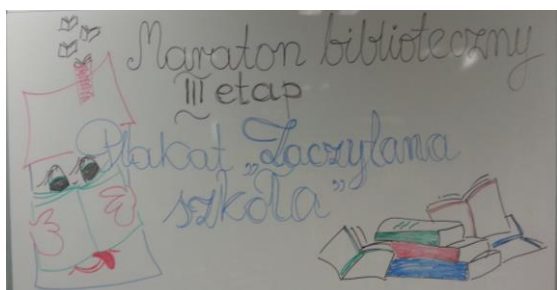 Maraton biblioteczny
III etap
Plakat „Zaczytana
szkoła”